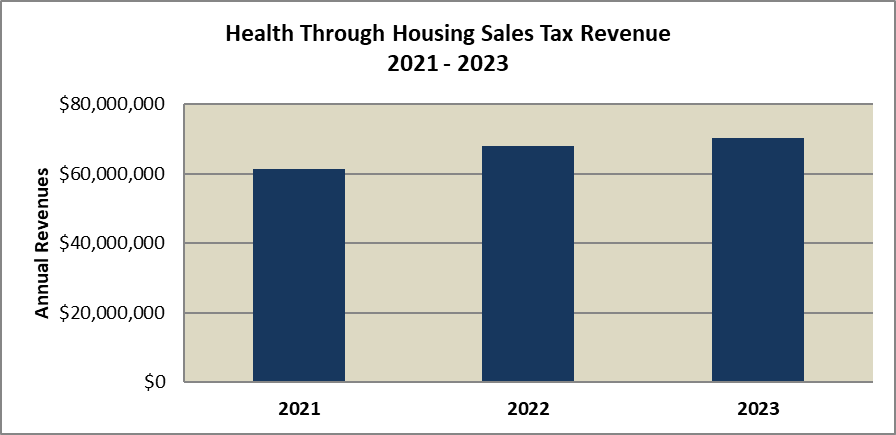 Health Through Housing Sales Tax Revenue
2021 - 2023
Annual Revenues
$80,000,000
$60,000,000
$40,000,000
$20,000,000
$0
2021
2022
2023